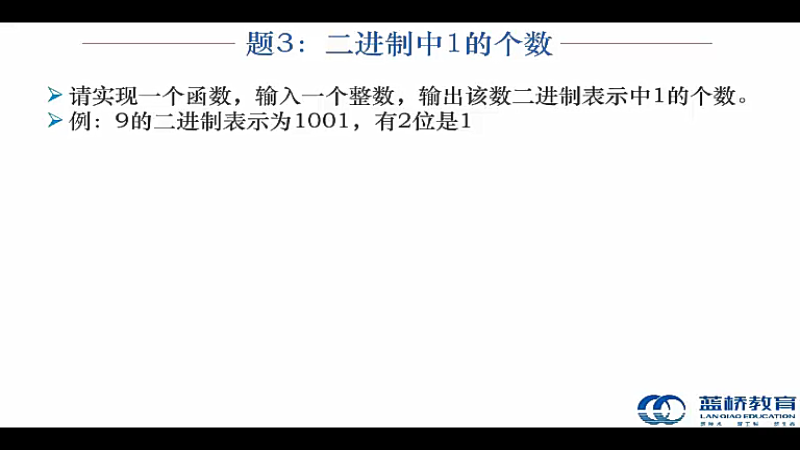 题3：二进制中1的个数
请实现一个函数，输入一个整数，输出该数二进制表示中1的个数。
例：9的二进制表示为1001，有2位是1
蓝桥教育
LAN QIAO EDUCATION